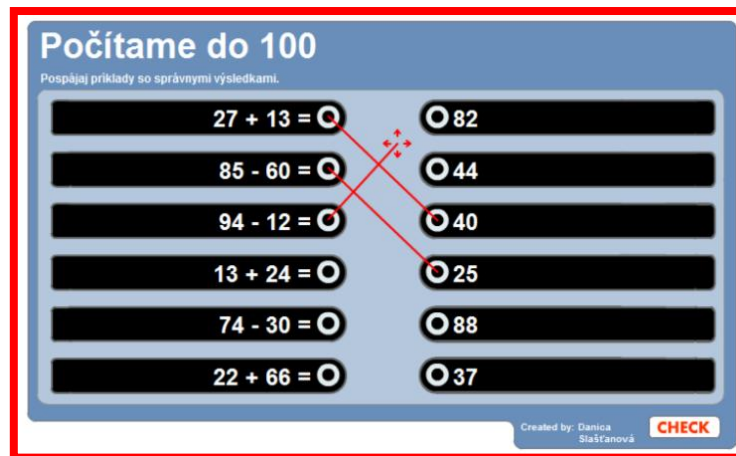 Počítame do 100
Pospájaj príklady so správnymi výsledkami.
27 + 13 = 82
85 - 60 = 44
94 - 12 = 40
13 + 24 = 25
74 - 30 = 88
22 + 66 = 37
Created by: Danica
Slašťanová
CHECK